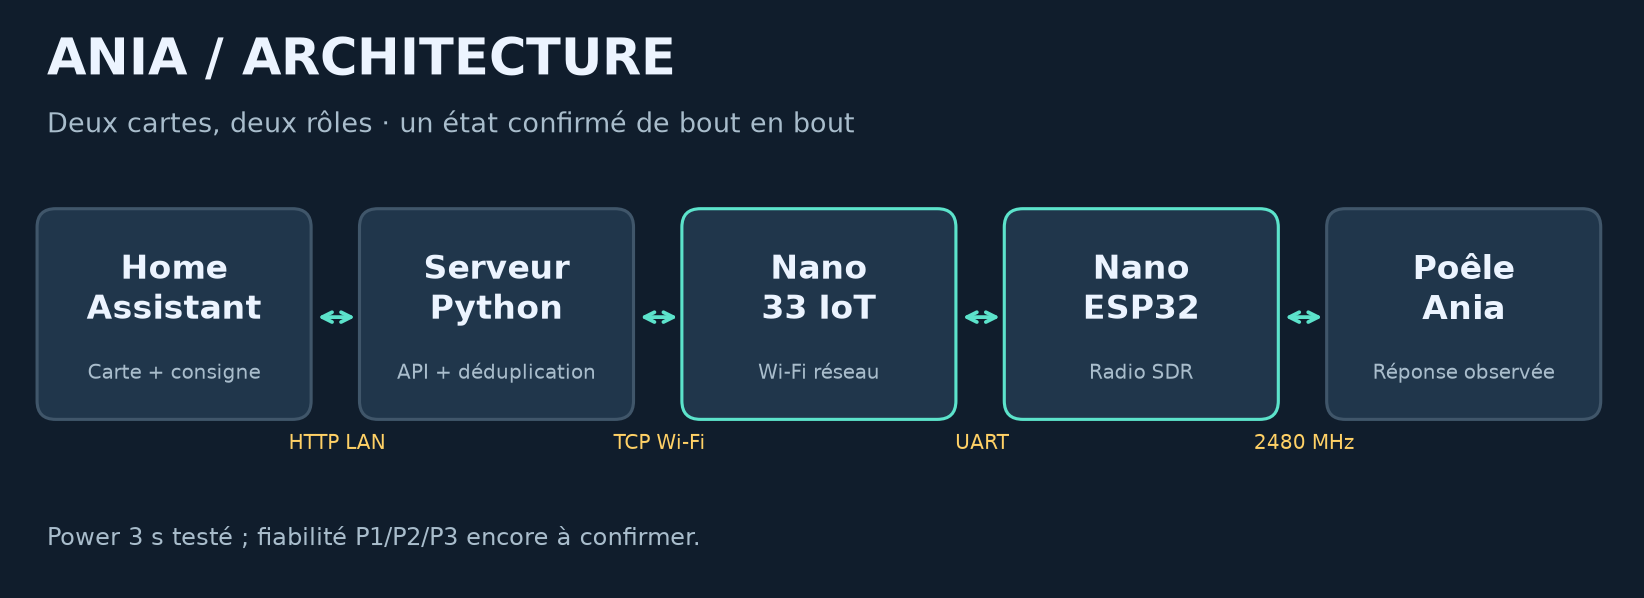 ANIA / ARCHITECTURE
Deux cartes, deux rôles · un état confirmé de bout en bout
Home
Assistant
Carte + consigne
Serveur
Python
API + déduplication
Nano
33 IoT
Wi-Fi réseau
Nano
ESP32
Radio SDR
Poêle
Ania
Réponse observée
HTTP LAN
TCP Wi-Fi
UART
2480 MHz
Power 3 s testé ; fiabilité P1/P2/P3 encore à confirmer.